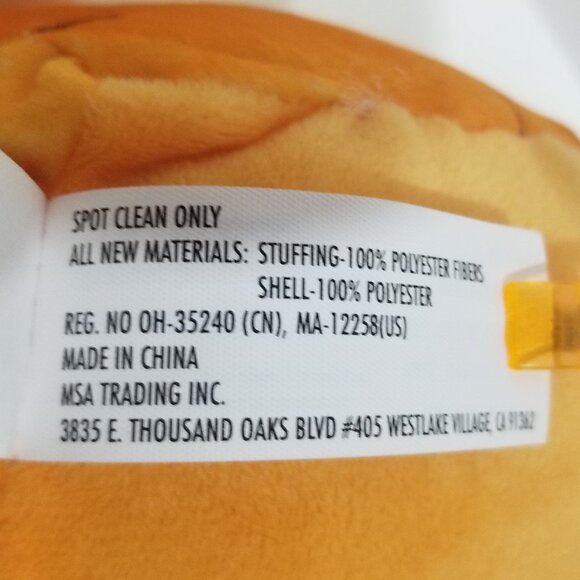 SPOT CLEAN ONLY
ALL NEW MATERIALS: STUFFING-100% POLYESTER FIBERS
SHELL-100% POLYESTER
REG. NO OH-35240 (CN), MA-12258(US)
MADE IN CHINA
MSA TRADING INC.
3835 E. THOUSAND OAKS BLVD #405 WESTLAKE VILLAGE, CA 91362